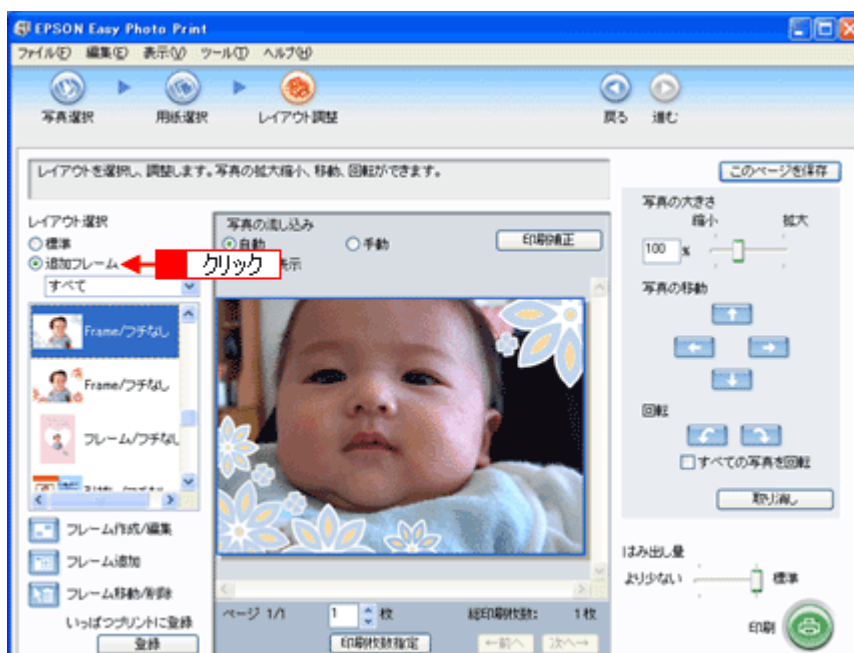 EPSON Easy Photo Print
ファイル(F) 編集(E) 表示(V) ツール(T) ヘルプ(H)
写真選択 用紙選択 レイアウト調整 戻る 進む
レイアウトを選択し、調整します。写真の拡大縮小、移動、回転ができます。
このページを保存
レイアウト選択
標準
追加フレーム
クリック
すべて
Frame/フチなし
Frame/フチなし
フレーム/フチなし
フレーム作成/編集
フレーム追加
フレーム移動/削除
いっぱつプリントに登録
登録
写真の流し込み
自動 手動 印刷補正
表示
ページ 1/1 1 枚 総印刷枚数: 1枚
印刷枚数指定 ←前へ 次へ→
写真の大きさ
縮小 拡大
100 %
写真の移動
回転
すべての写真を回転
取り消し
はみ出し量
より少ない 標準
印刷